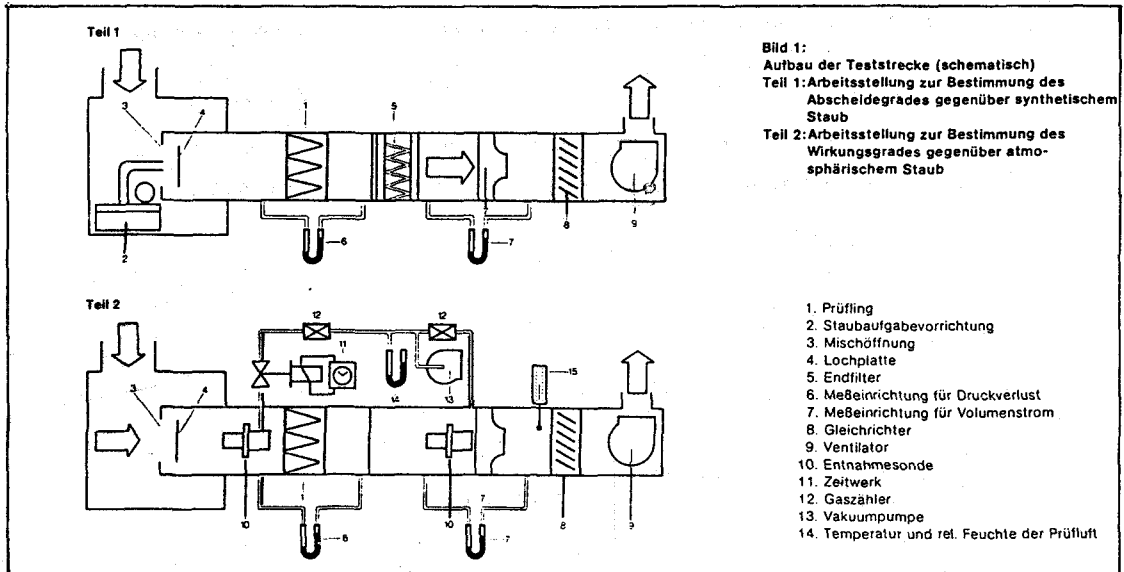 Teil 1
3
4
1
5
2
6
7
8
9
Bild 1:
Aufbau der Teststrecke (schematisch)
Teil 1: Arbeitsstellung zur Bestimmung des
Abscheidegrades gegenüber synthetischem
Staub
Teil 2: Arbeitsstellung zur Bestimmung des
Wirkungsgrades gegenüber atmo-
sphärischem Staub
Teil 2
12
12
11
3
4
14
13
15
10
6
10
7
7
8
9
1. Prüfling
2. Staubaufgabevorrichtung
3. Mischöffnung
4. Lochplatte
5. Endfilter
6. Meßeinrichtung für Druckverlust
7. Meßeinrichtung für Volumenstrom
8. Gleichrichter
9. Ventilator
10. Entnahmesonde
11. Zeitwerk
12. Gaszähler
13. Vakuumpumpe
14. Temperatur und rel. Feuchte der Prüfluft